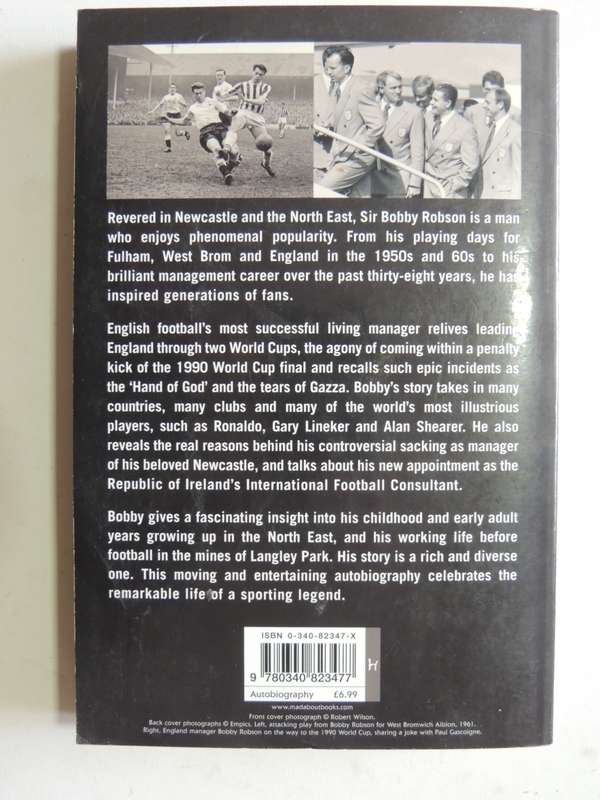 Revered in Newcastle and the North East, Sir Bobby Robson is a man
who enjoys phenomenal popularity. From his playing days for
Fulham, West Brom and England in the 1950s and 60s to his
brilliant management career over the past thirty-eight years, he has
inspired generations of fans.
English football's most successful living manager relives leading
England through two World Cups, the agony of coming within a penalty
kick of the 1990 World Cup final and recalls such epic incidents as
the 'Hand of God' and the tears of Gazza. Bobby's story takes in many
countries, many clubs and many of the world's most illustrious
players, such as Ronaldo, Gary Lineker and Alan Shearer. He also
reveals the real reasons behind his controversial sacking as manager
of his beloved Newcastle, and talks about his new appointment as the
Republic of Ireland's International Football Consultant.
Bobby gives a fascinating insight into his childhood and early adult
years growing up in the North East, and his working life before
football in the mines of Langley Park. His story is a rich and diverse
one. This moving and entertaining autobiography celebrates the
remarkable life of a sporting legend.
ISBN 0-340-82347-X
9 780340 823477
H
Autobiography £6.99
www.madaboutbooks.com
Front cover photograph © Robert Wilson.
Back cover photographs © Empics. Left, attacking play from Bobby Robson for West Bromwich Albion, 1961.
Right, England manager Bobby Robson on the way to the 1990 World Cup, sharing a joke with Paul Gascoigne.